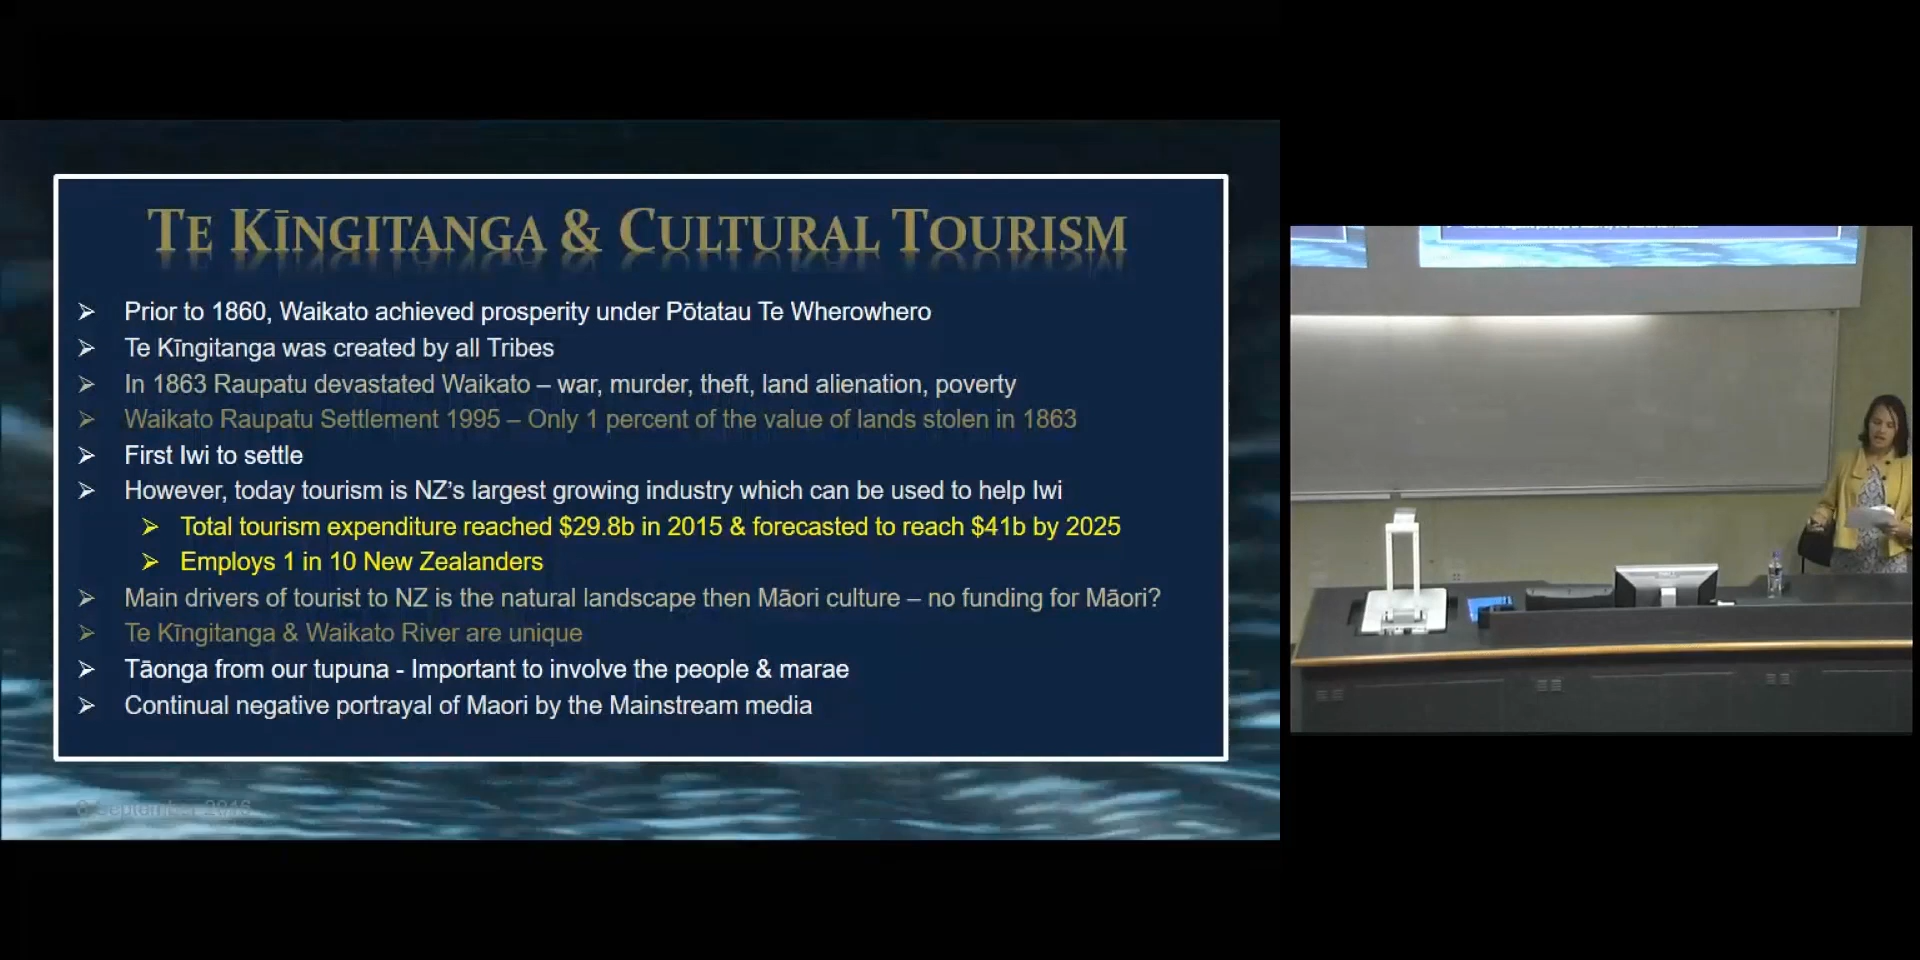 TE KĪNGITANGA & CULTURAL TOURISM
Prior to 1860, Waikato achieved prosperity under Pōtatau Te Wherowhero
Te Kīngitanga was created by all Tribes
In 1863 Raupatu devastated Waikato – war, murder, theft, land alienation, poverty
Waikato Raupatu Settlement 1995 – Only 1 percent of the value of lands stolen in 1863
First Iwi to settle
However, today tourism is NZ's largest growing industry which can be used to help Iwi
Total tourism expenditure reached $29.8b in 2015 & forecasted to reach $41b by 2025
Employs 1 in 10 New Zealanders
Main drivers of tourist to NZ is the natural landscape then Māori culture – no funding for Māori?
Te Kīngitanga & Waikato River are unique
Tāonga from our tupuna - Important to involve the people & marae
Continual negative portrayal of Maori by the Mainstream media
September 2016